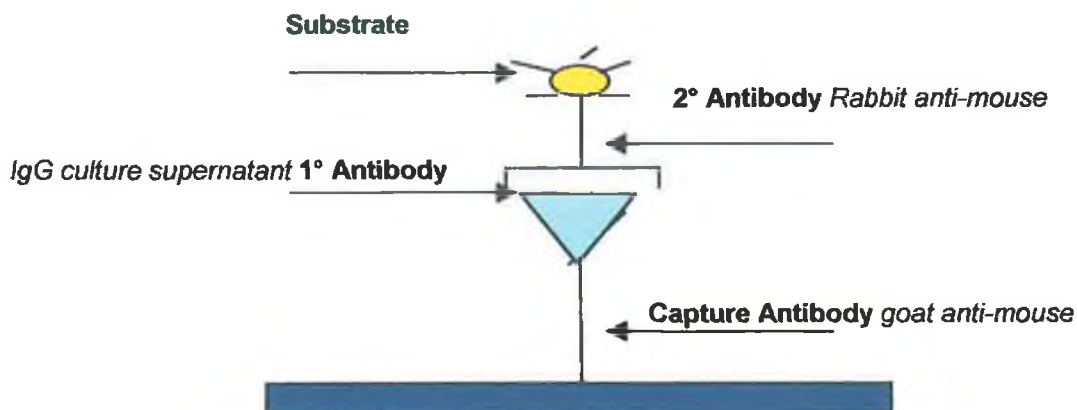 Substrate
2° Antibody Rabbit anti-mouse
IgG culture supernatant 1° Antibody
Capture Antibody goat anti-mouse